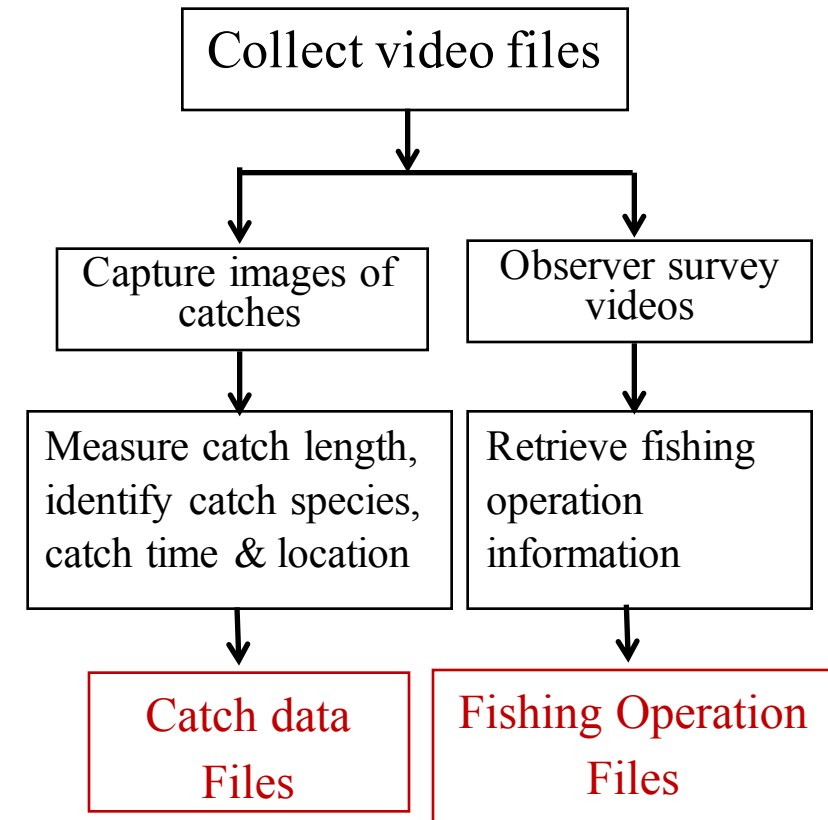 Collect video files
Capture images of
catches
Observer survey
videos
Measure catch length,
identify catch species,
catch time & location
Retrieve fishing
operation
information
Catch data
Files
Fishing Operation
Files